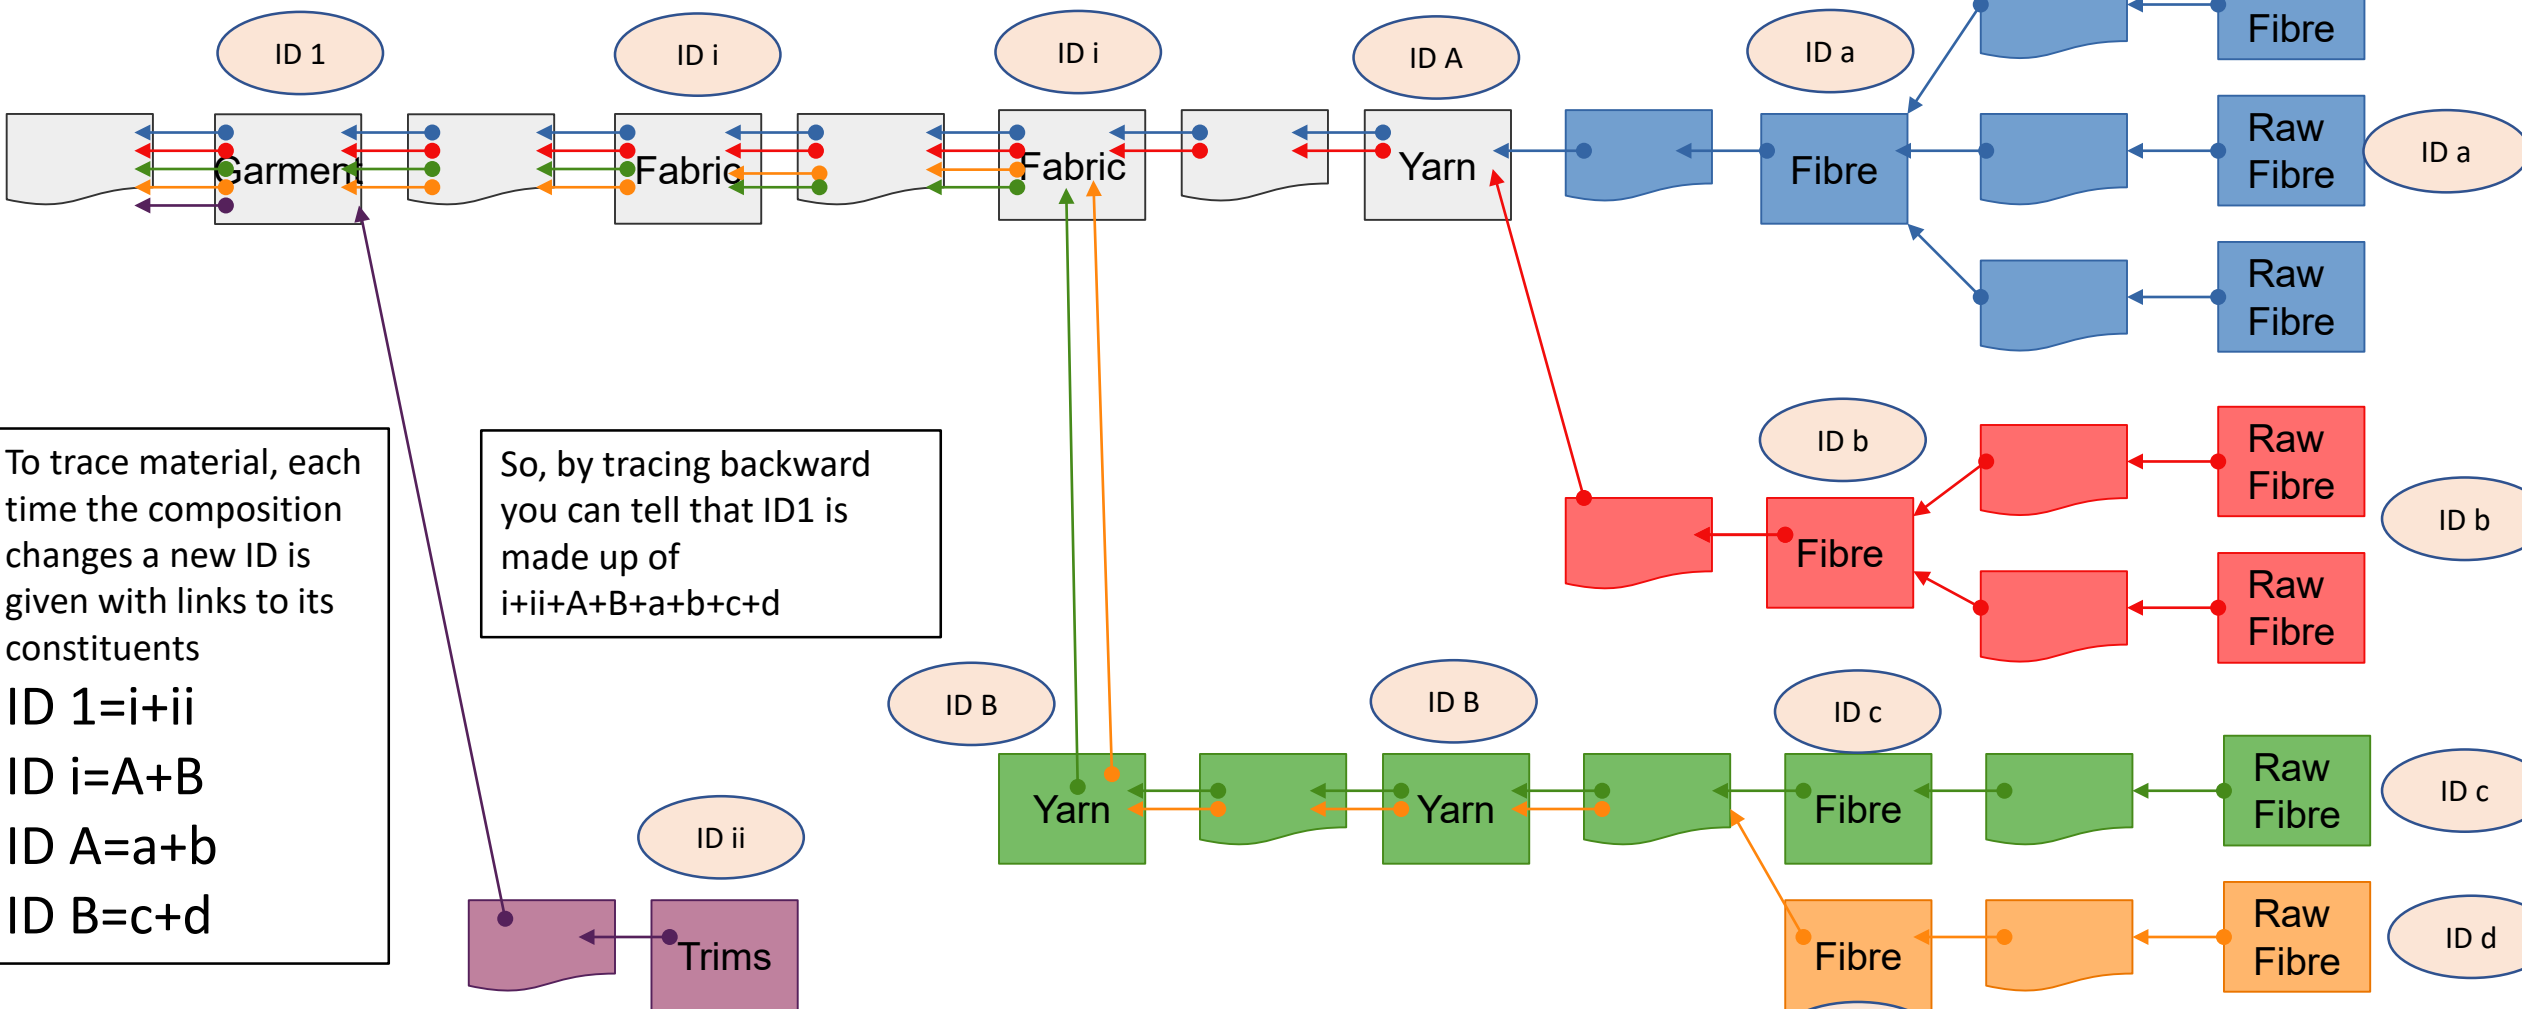 ID 1
ID i
ID i
ID A
ID a
Fibre
Garment
Fabric
Fabric
Yarn
Fibre
Raw
Fibre
ID a
Raw
Fibre
To trace material, each
time the composition
changes a new ID is
given with links to its
constituents
ID 1=i+ii
ID i=A+B
ID A=a+b
ID B=c+d
So, by tracing backward
you can tell that ID1 is
made up of
i+ii+A+B+a+b+c+d
ID b
Raw
Fibre
ID b
Fibre
Raw
Fibre
ID B
ID B
ID c
Yarn
Yarn
Fibre
Raw
Fibre
ID c
ID ii
Trims
Fibre
Raw
Fibre
ID d